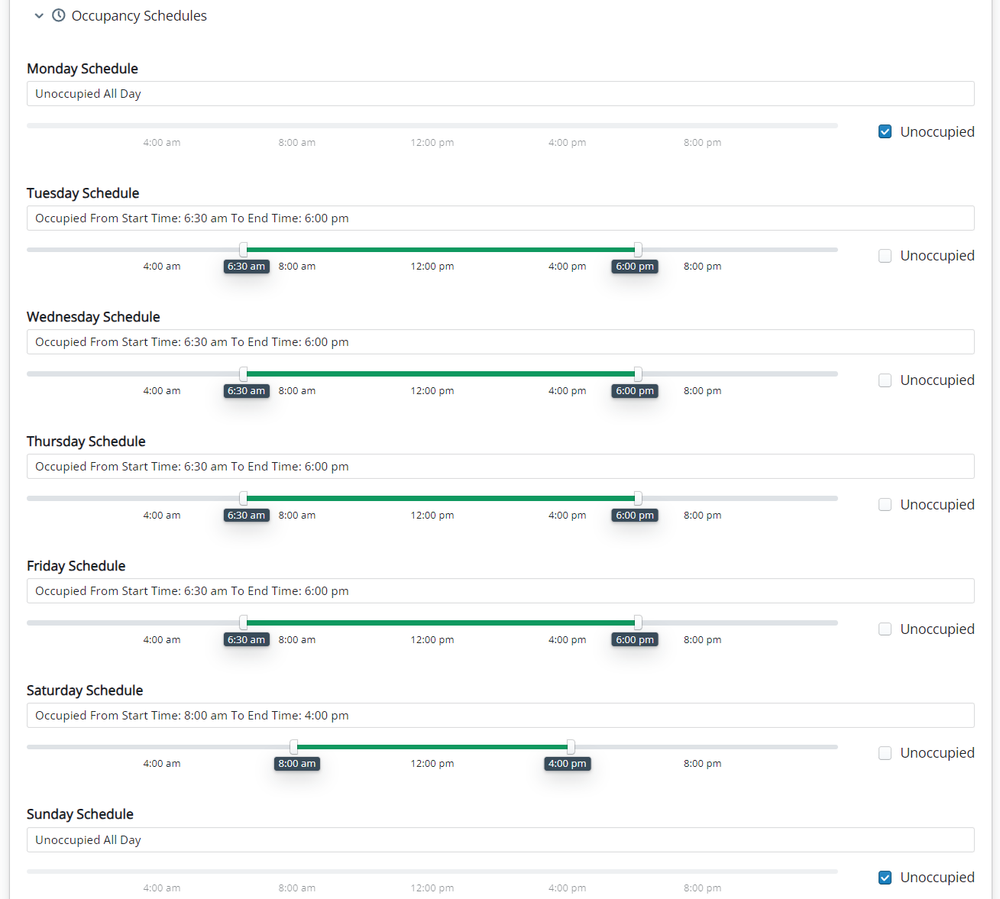 Occupancy Schedules
Monday Schedule
Unoccupied All Day
4:00 am 8:00 am 12:00 pm 4:00 pm 8:00 pm Unoccupied
Tuesday Schedule
Occupied From Start Time: 6:30 am To End Time: 6:00 pm
4:00 am 6:30 am 8:00 am 12:00 pm 4:00 pm 6:00 pm 8:00 pm Unoccupied
Wednesday Schedule
Occupied From Start Time: 6:30 am To End Time: 6:00 pm
4:00 am 6:30 am 8:00 am 12:00 pm 4:00 pm 6:00 pm 8:00 pm Unoccupied
Thursday Schedule
Occupied From Start Time: 6:30 am To End Time: 6:00 pm
4:00 am 6:30 am 8:00 am 12:00 pm 4:00 pm 6:00 pm 8:00 pm Unoccupied
Friday Schedule
Occupied From Start Time: 6:30 am To End Time: 6:00 pm
4:00 am 6:30 am 8:00 am 12:00 pm 4:00 pm 6:00 pm 8:00 pm Unoccupied
Saturday Schedule
Occupied From Start Time: 8:00 am To End Time: 4:00 pm
4:00 am 8:00 am 12:00 pm 4:00 pm 8:00 pm Unoccupied
Sunday Schedule
Unoccupied All Day
4:00 am 8:00 am 12:00 pm 4:00 pm 8:00 pm Unoccupied